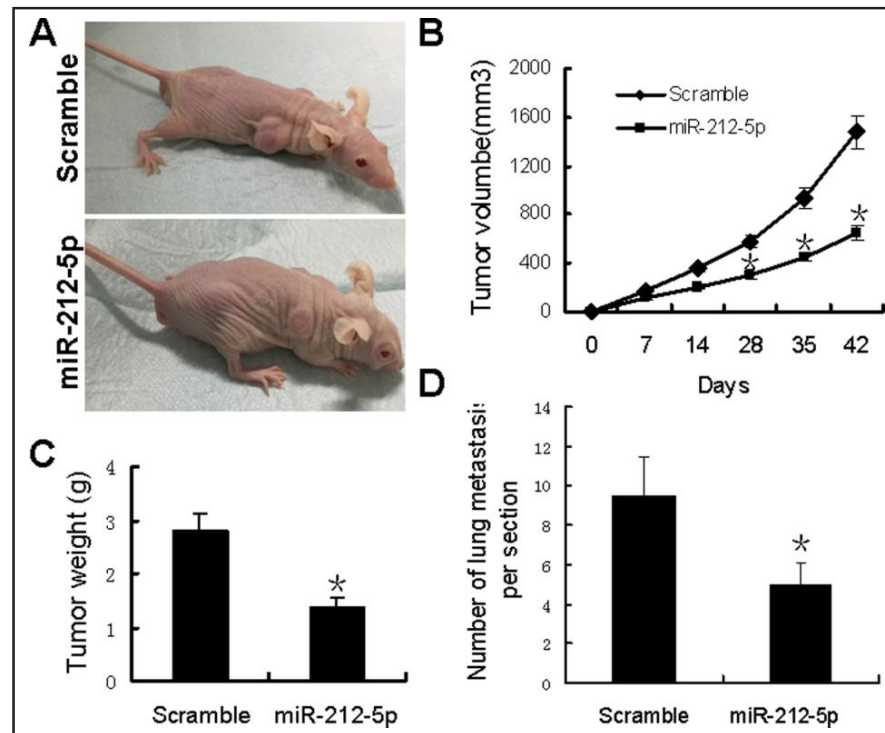 A
Scramble
miR-212-5p
B
Tumor volumbe(mm3)
2000
1600
1200
800
400
0
Scramble
miR-212-5p
*
*
*
0 7 14 28 35 42
Days
C
Tumor weight (g)
4
3
2
1
0
*
Scramble miR-212-5p
D
Number of lung metastasi
per section
14
12
10
8
6
4
2
0
*
Scramble miR-212-5p